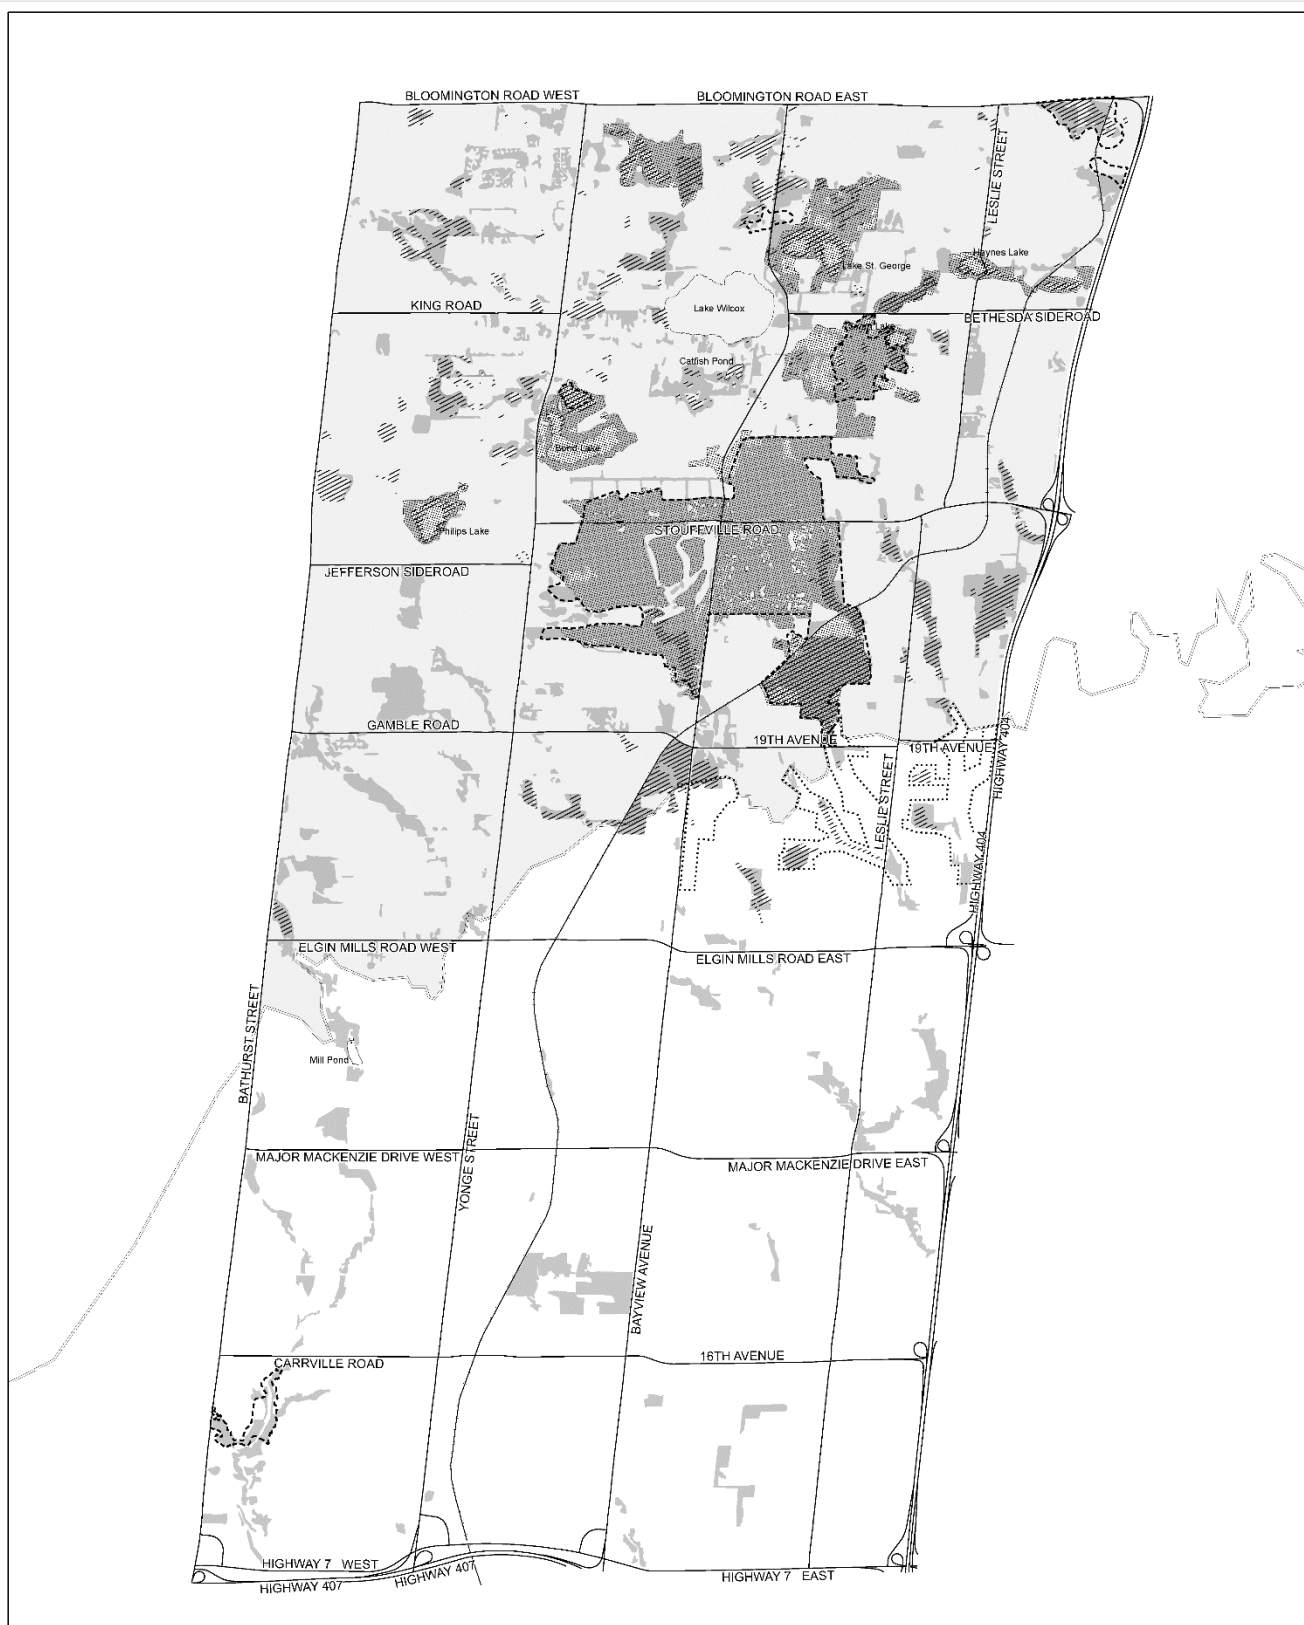 BLOOMINGTON ROAD WEST
BLOOMINGTON ROAD EAST
LESLIE STREET
Haynes Lake
Lake St. George
KING ROAD
Lake Wilcox
BETHESDA SIDEROAD
Catfish Pond
Bond Lake
Philips Lake
STOUFFVILLE ROAD
JEFFERSON SIDEROAD
GAMBLE ROAD
19TH AVENUE
19TH AVENUE
HIGHWAY 404
LESLIE STREET
HIGHWAY 404
ELGIN MILLS ROAD WEST
ELGIN MILLS ROAD EAST
BATHURST STREET
Mill Pond
MAJOR MACKENZIE DRIVE WEST
YONGE STREET
MAJOR MACKENZIE DRIVE EAST
BAYVIEW AVENUE
CARRVILLE ROAD
16TH AVENUE
HIGHWAY 7 WEST
HIGHWAY 407
HIGHWAY 407
HIGHWAY 7 EAST